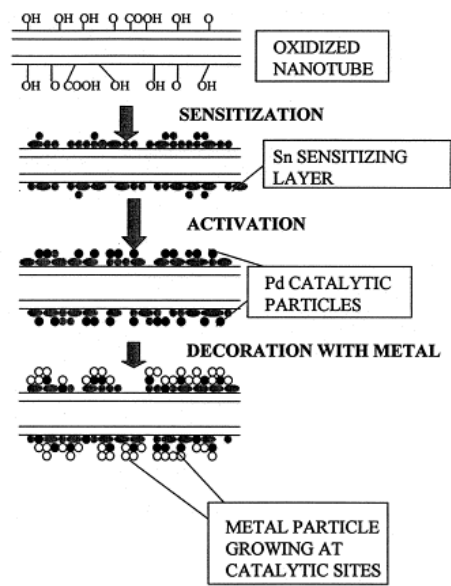 OH OH OH O COOH OH O
OXIDIZED
NANOTUBE
OH O COOH OH OH O OH
SENSITIZATION
Sn SENSITIZING
LAYER
ACTIVATION
Pd CATALYTIC
PARTICLES
DECORATION WITH METAL
METAL PARTICLE
GROWING AT
CATALYTIC SITES